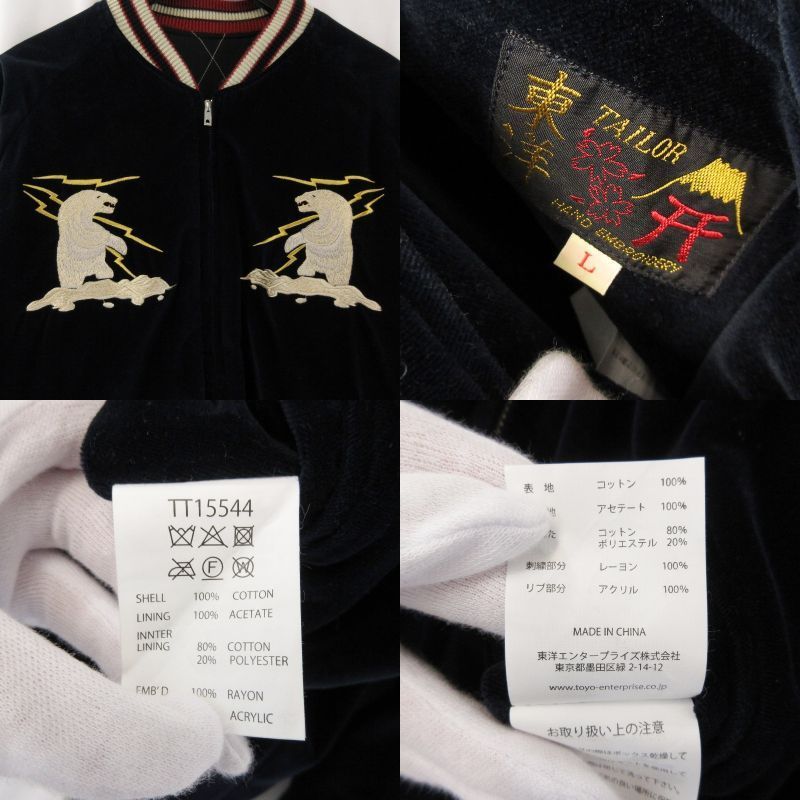 東洋
TAILOR
HAND EMBROIDERY
L
TT15544
SHELL 100% COTTON
LINING 100% ACETATE
INNTER
LINING 80% COTTON
20% POLYESTER
EMB'D 100% RAYON
ACRYLIC
表 地 コットン 100%
地 アセテート 100%
た コットン 80%
ポリエステル 20%
刺繍部分 レーヨン 100%
リブ部分 アクリル 100%
MADE IN CHINA
東洋エンタープライズ株式会社
東京都墨田区緑 2-14-12
www.toyo-enterprise.co.jp
お取り扱い上の注意